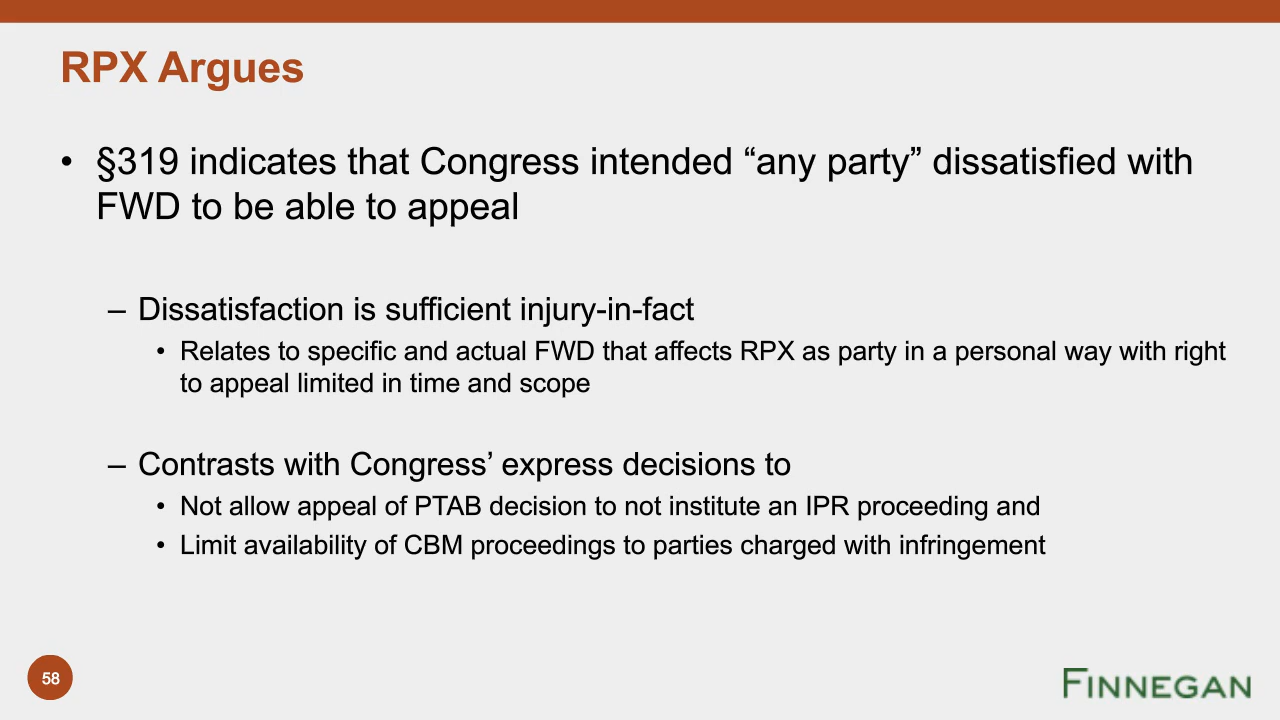 RPX Argues
• §319 indicates that Congress intended “any party” dissatisfied with
FWD to be able to appeal
– Dissatisfaction is sufficient injury-in-fact
• Relates to specific and actual FWD that affects RPX as party in a personal way with right
to appeal limited in time and scope
– Contrasts with Congress’ express decisions to
• Not allow appeal of PTAB decision to not institute an IPR proceeding and
• Limit availability of CBM proceedings to parties charged with infringement
58
FINNEGAN